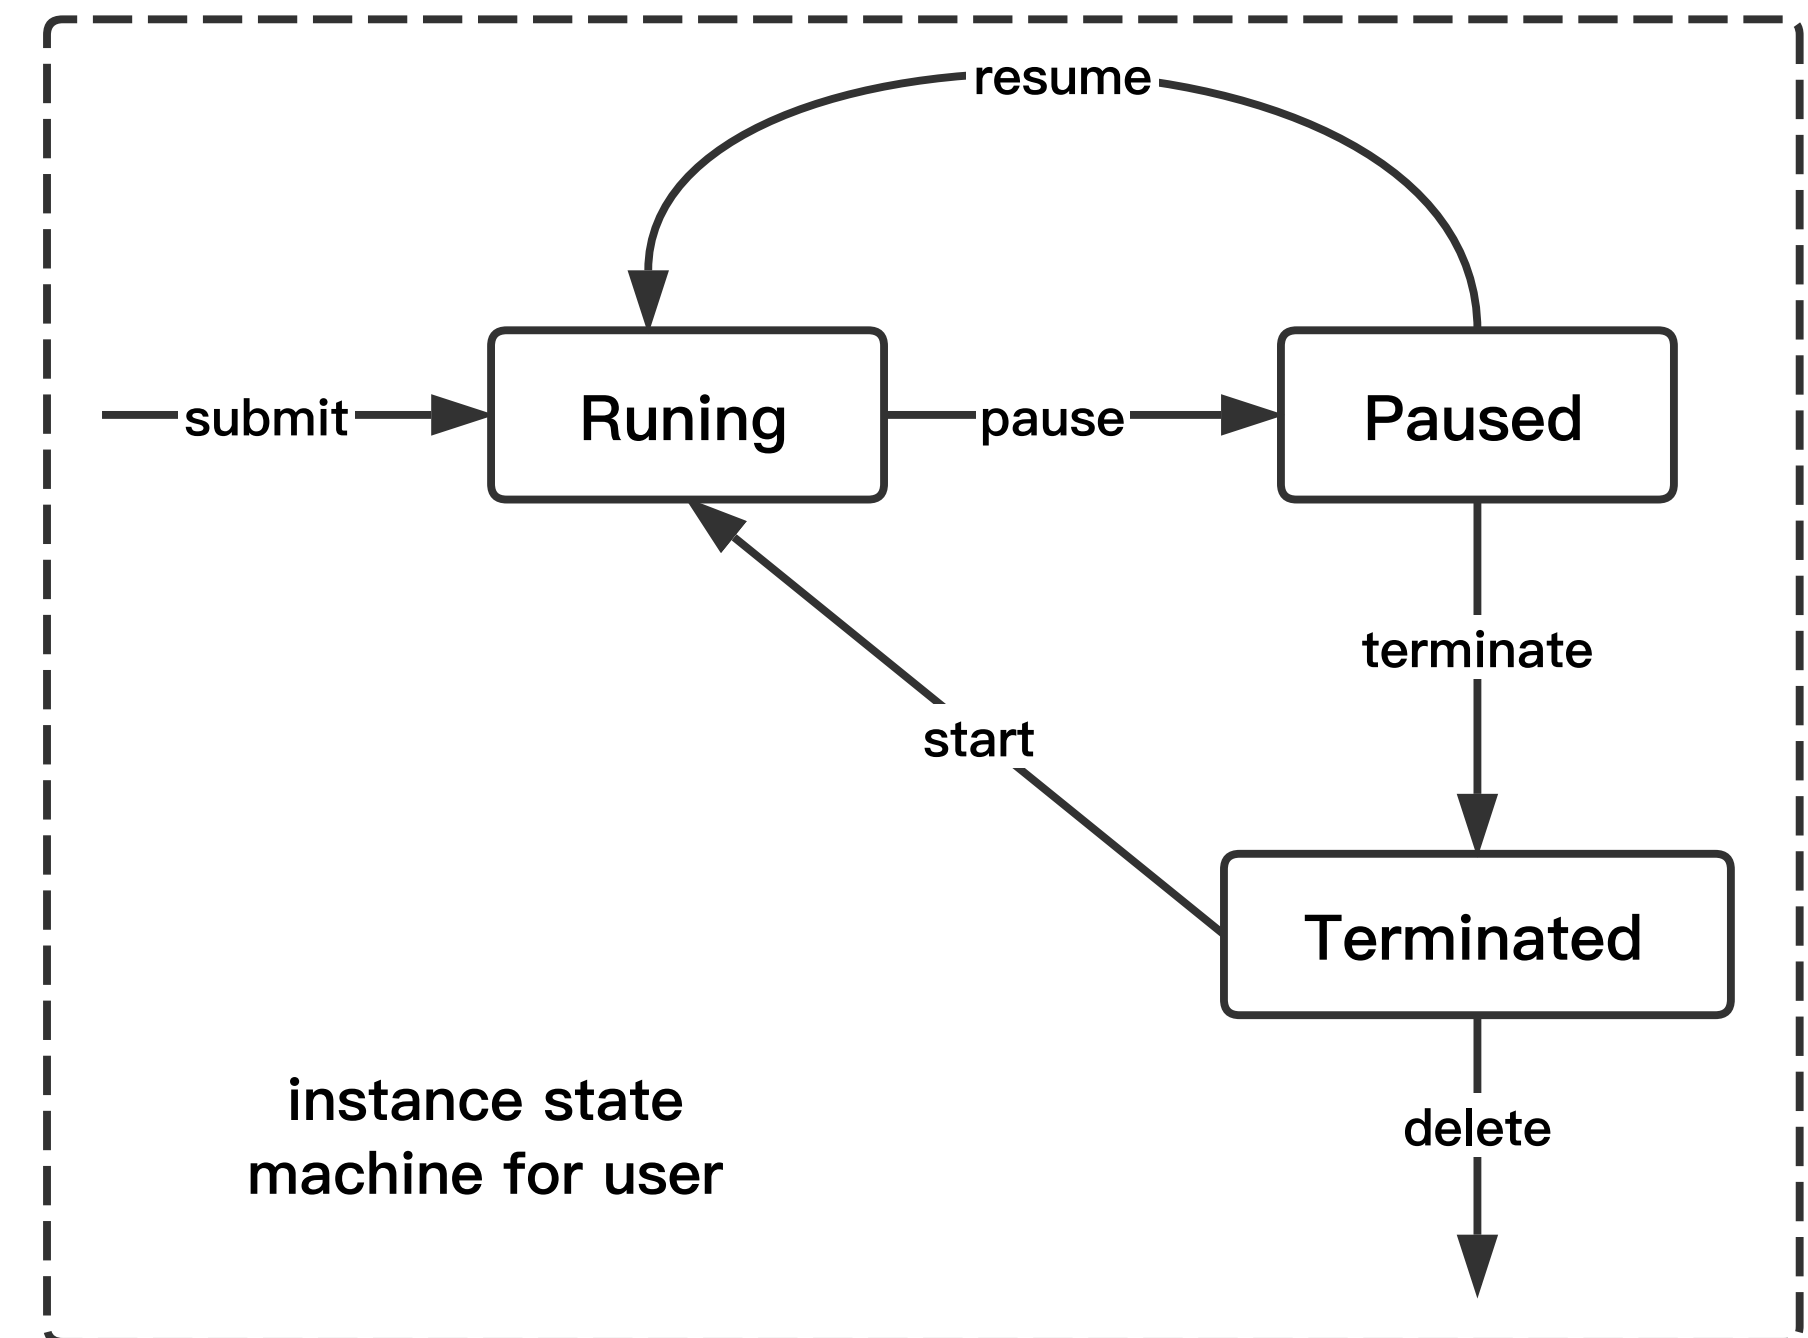 resume
submit
Runing
pause
Paused
terminate
start
Terminated
instance state
machine for user
delete